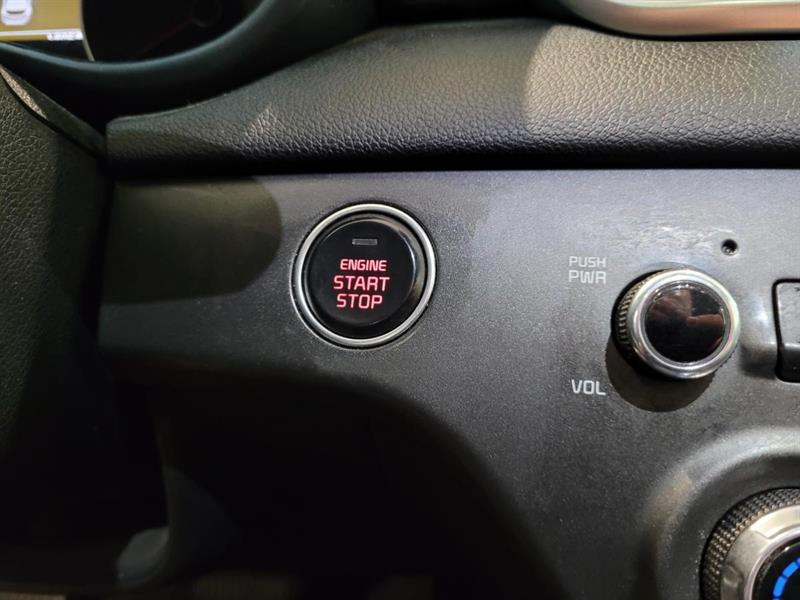 ENGINE
START
STOP
PUSH
PWR
VOL